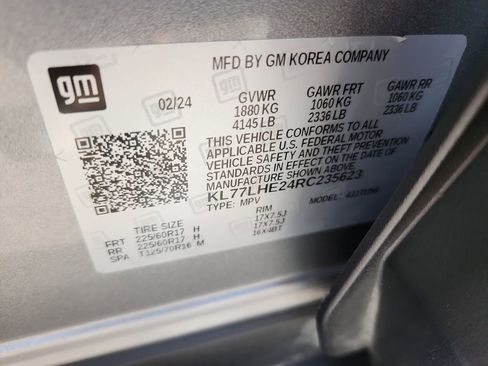 gm
MFD BY GM KOREA COMPANY
02/24 GVWR GAWR FRT GAWR RR
1880 KG 1060 KG 1060 KG
4145 LB 2336 LB 2336 LB
THIS VEHICLE CONFORMS TO ALL
APPLICABLE U.S. FEDERAL MOTOR
VEHICLE SAFETY AND THEFT
PREVENTION STANDARDS IN EFFECT
ON THE DATE OF
MANUFACTURE SHOWN ABOVE.
KL77LHE24RC235623
TYPE: MPV MODEL:
TIRE SIZE RIM
FRT 225/60R17 H 17X7.5J
RR 225/60R17 H 17X7.5J
SPA T125/70R16 M 16X4BT